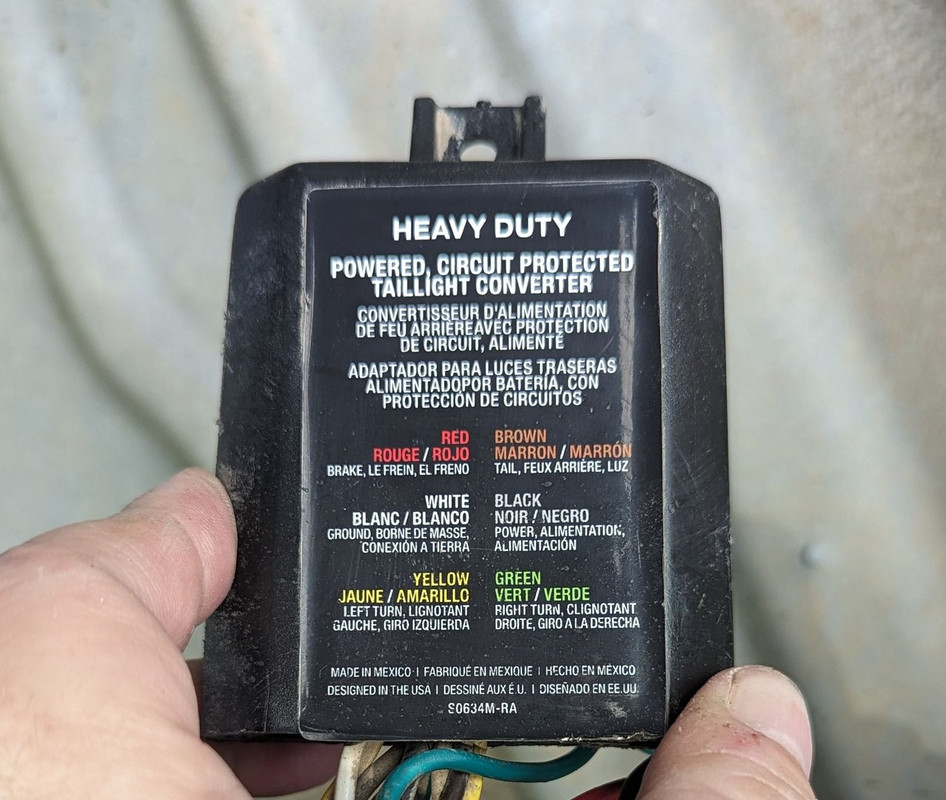 HEAVY DUTY
POWERED, CIRCUIT PROTECTED
TAILLIGHT CONVERTER
CONVERTISSEUR D'ALIMENTATION
DE FEU ARRIÈREAVEC PROTECTION
DE CIRCUIT, ALIMENTÉ
ADAPTADOR PARA LUCES TRASERAS
ALIMENTADOPOR BATERÍA, CON
PROTECCIÓN DE CIRCUITOS
RED
ROUGE / ROJO
BRAKE, LE FREIN, EL FRENO
BROWN
MARRON / MARRÓN
TAIL, FEUX ARRIÈRE, LUZ
WHITE
BLANC / BLANCO
GROUND, BORNE DE MASSE,
CONEXIÓN A TIERRA
BLACK
NOIR / NEGRO
POWER, ALIMENTATION,
ALIMENTACIÓN
YELLOW
JAUNE / AMARILLO
LEFT TURN, LIGNOTANT
GAUCHE, GIRO IZQUIERDA
GREEN
VERT / VERDE
RIGHT TURN, CLIGNOTANT
DROITE, GIRO A LA DERECHA
MADE IN MEXICO | FABRIQUÉ EN MEXIQUE | HECHO EN MÉXICO
DESIGNED IN THE USA | DESSINÉ AUX É.U. | DISEÑADO EN EE.UU.
S0634M-RA